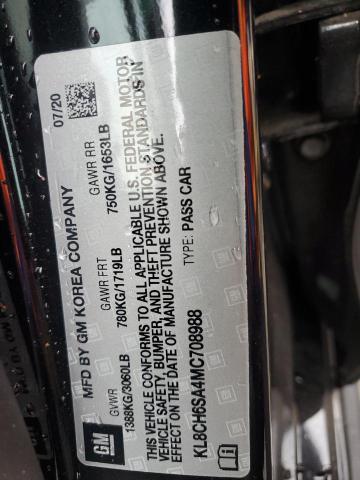 MFD BY GM KOREA COMPANY
07/20
GVWR
GAWR FRT
GAWR RR
1388KG/3060LB
780KG/1719LB
750KG/1653LB
THIS VEHICLE CONFORMS TO ALL APPLICABLE U.S. FEDERAL MOTOR
VEHICLE SAFETY, BUMPER, AND THEFT PREVENTION STANDARDS IN
EFFECT ON THE DATE OF MANUFACTURE SHOWN ABOVE.
TYPE: PASS CAR
KL8CH6SA4MC708988
GM